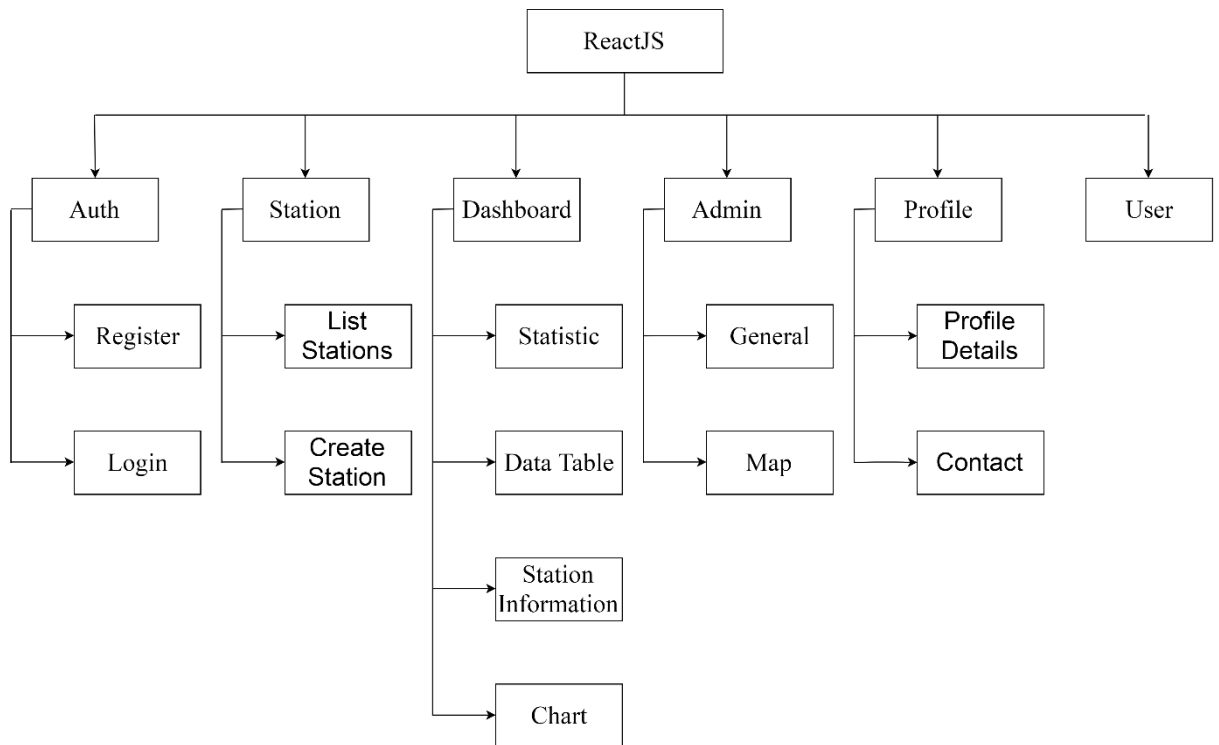 ReactJS
Auth
Station
Dashboard
Admin
Profile
User
Register
List
Stations
Statistic
General
Profile
Details
Login
Create
Station
Data Table
Map
Contact
Station
Information
Chart